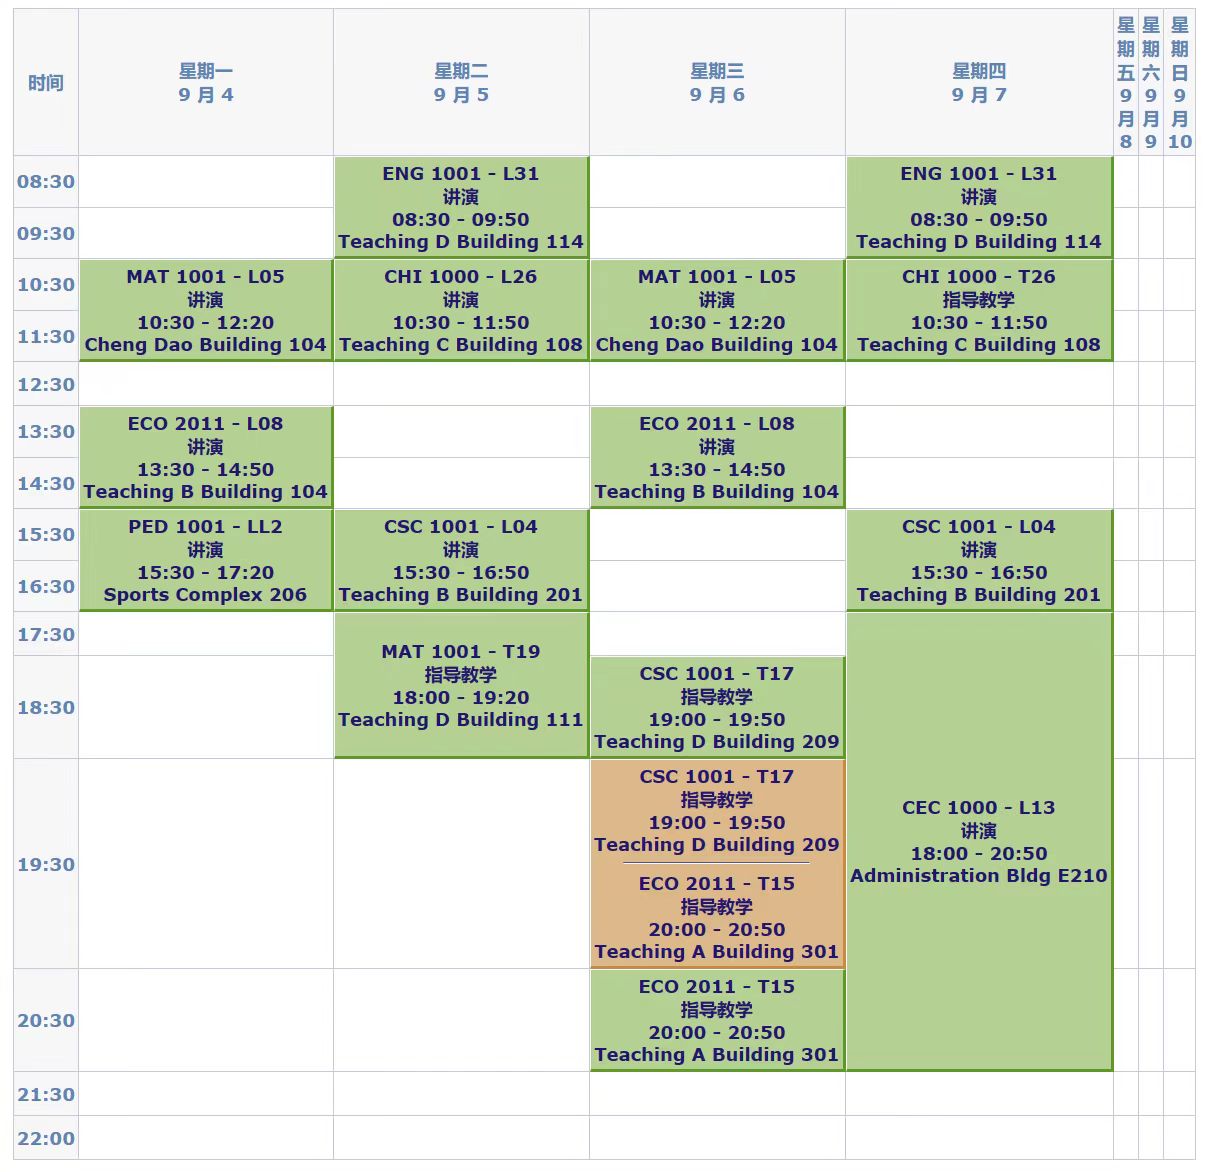 时间
星期一
9 月 4
星期二
9 月 5
星期三
9 月 6
星期四
9 月 7
星
期
五
9
月
8
星
期
六
9
月
9
星
期
日
9
月
10
08:30
ENG 1001 - L31
讲演
08:30 - 09:50
Teaching D Building 114
ENG 1001 - L31
讲演
08:30 - 09:50
Teaching D Building 114
09:30
10:30
MAT 1001 - L05
讲演
10:30 - 12:20
Cheng Dao Building 104
CHI 1000 - L26
讲演
10:30 - 11:50
Teaching C Building 108
MAT 1001 - L05
讲演
10:30 - 12:20
Cheng Dao Building 104
CHI 1000 - T26
指导教学
10:30 - 11:50
Teaching C Building 108
11:30
12:30
13:30
ECO 2011 - L08
讲演
13:30 - 14:50
Teaching B Building 104
ECO 2011 - L08
讲演
13:30 - 14:50
Teaching B Building 104
14:30
15:30
PED 1001 - LL2
讲演
15:30 - 17:20
Sports Complex 206
CSC 1001 - L04
讲演
15:30 - 16:50
Teaching B Building 201
CSC 1001 - L04
讲演
15:30 - 16:50
Teaching B Building 201
16:30
17:30
MAT 1001 - T19
指导教学
18:00 - 19:20
Teaching D Building 111
CEC 1000 - L13
讲演
18:00 - 20:50
Administration Bldg E210
18:30
CSC 1001 - T17
指导教学
19:00 - 19:50
Teaching D Building 209
19:30
CSC 1001 - T17
指导教学
19:00 - 19:50
Teaching D Building 209
ECO 2011 - T15
指导教学
20:00 - 20:50
Teaching A Building 301
20:30
ECO 2011 - T15
指导教学
20:00 - 20:50
Teaching A Building 301
21:30
22:00